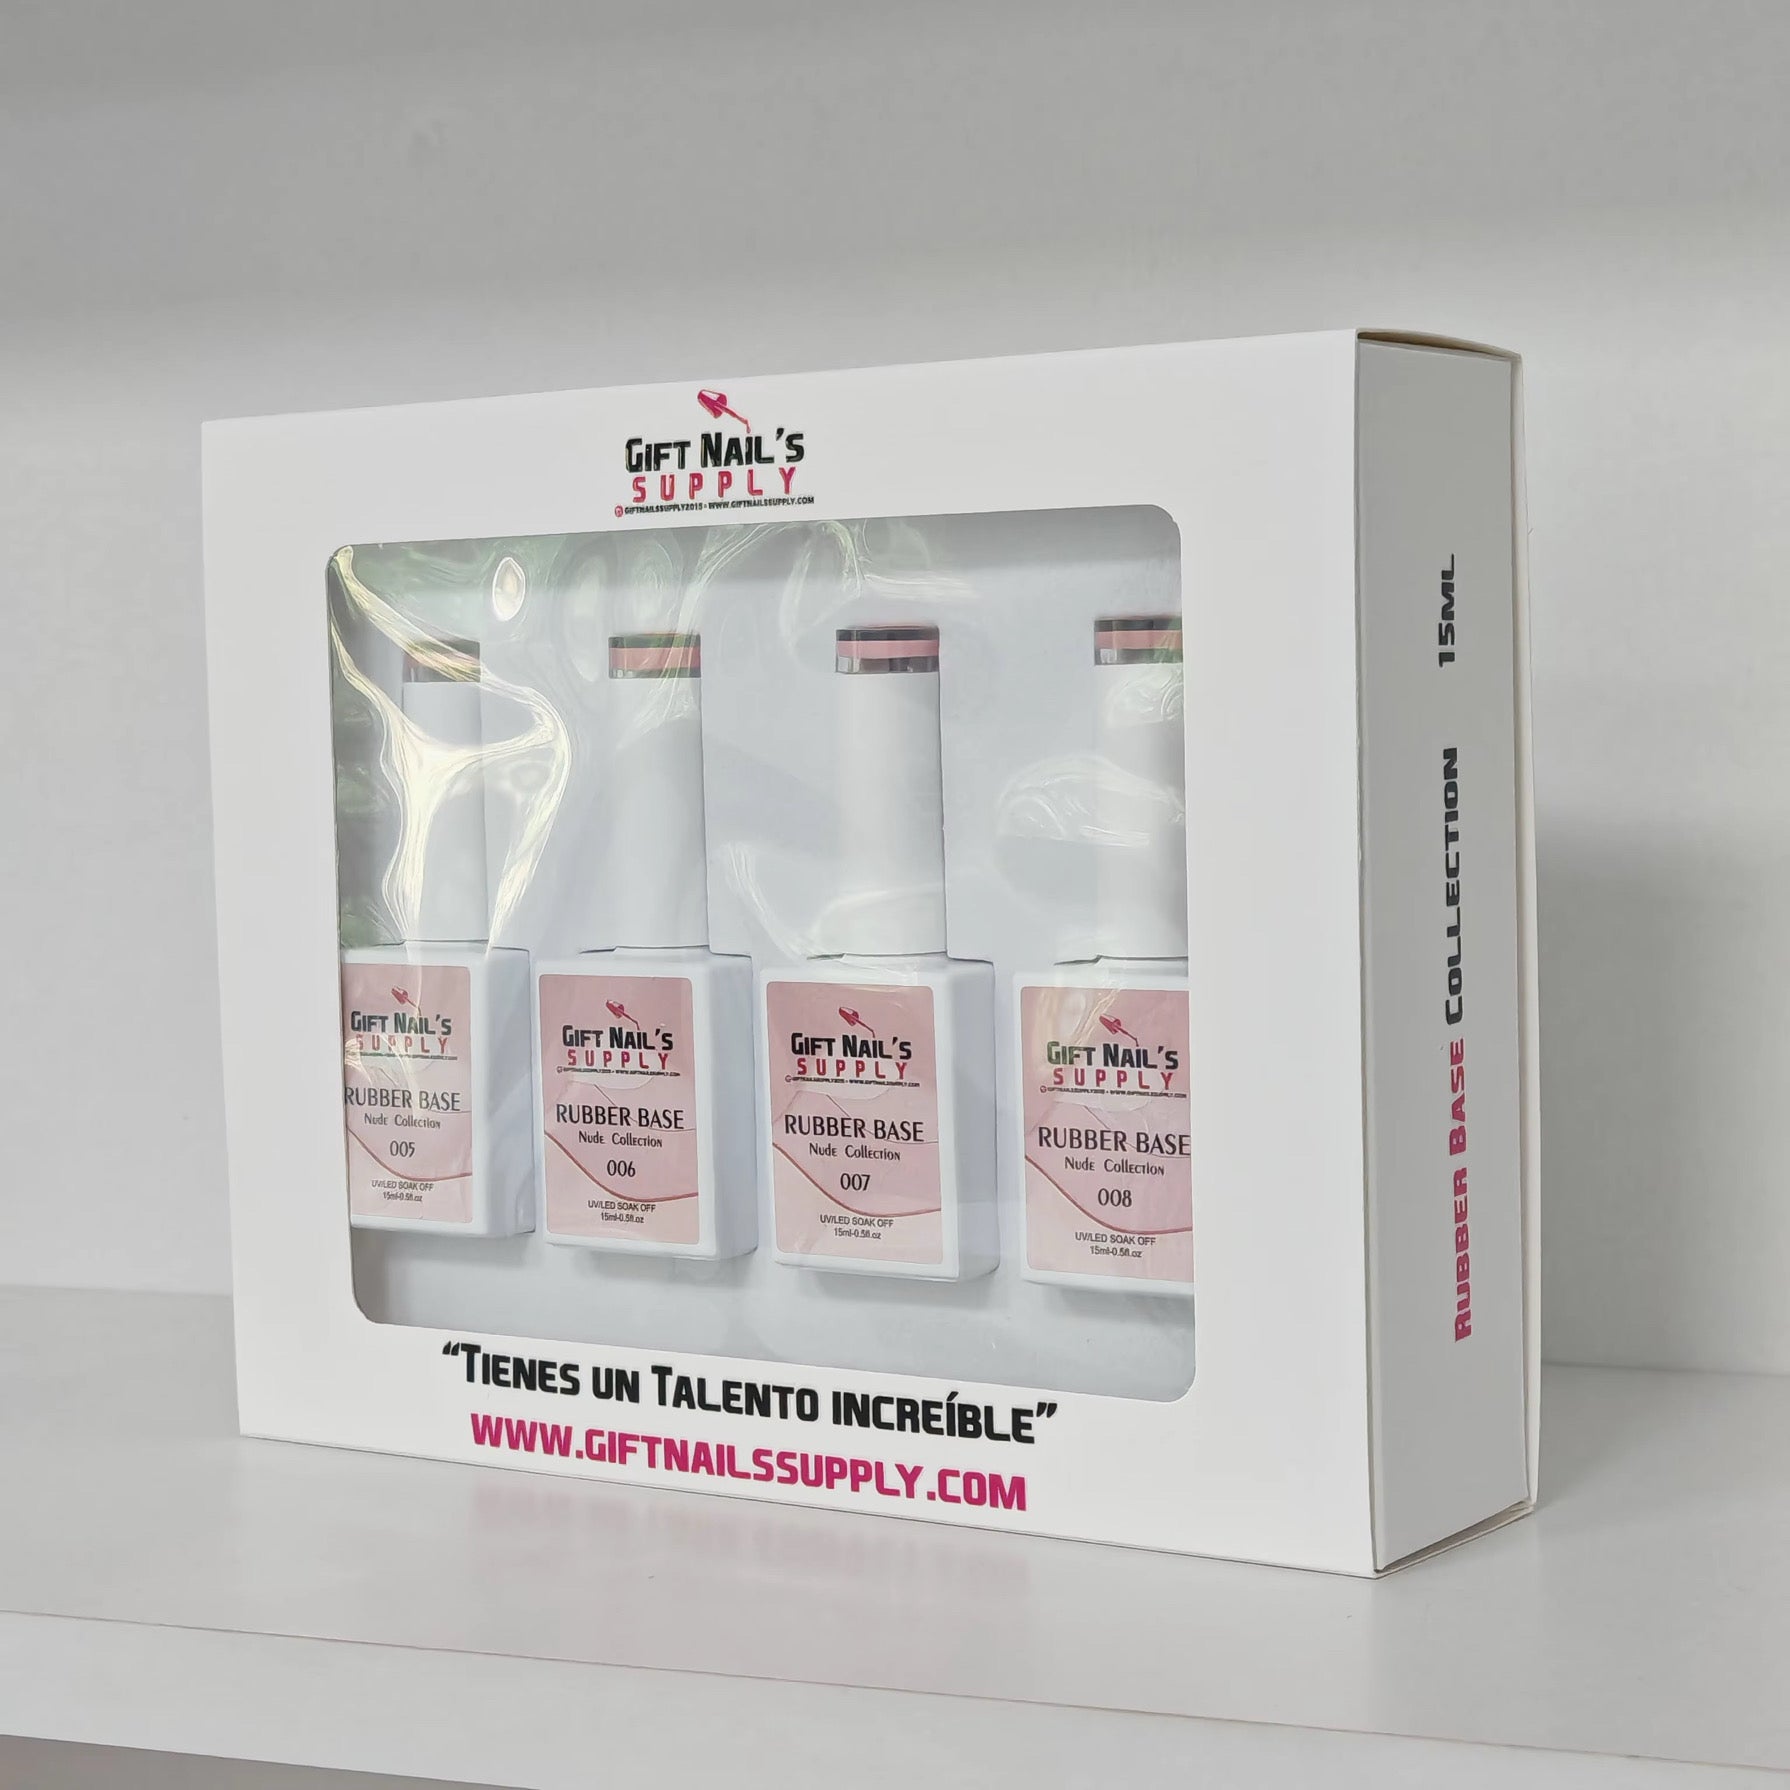 GIFT NAIL'S
SUPPLY
@GIFTNAILSSUPPLY2015 • WWW.GIFTNAILSSUPPLY.COM
GIFT NAIL'S
SUPPLY
RUBBER BASE
Nude Collection
005
UV/LED SOAK OFF
15ml-0.5fl.oz
GIFT NAIL'S
SUPPLY
RUBBER BASE
Nude Collection
006
UV/LED SOAK OFF
15ml-0.5fl.oz
GIFT NAIL'S
SUPPLY
RUBBER BASE
Nude Collection
007
UV/LED SOAK OFF
15ml-0.5fl.oz
GIFT NAIL'S
SUPPLY
RUBBER BASE
Nude Collection
008
UV/LED SOAK OFF
15ml-0.5fl.oz
“TIENES UN TALENTO INCREÍBLE”
WWW.GIFTNAILSSUPPLY.COM
RUBBER BASE COLLECTION 15ML